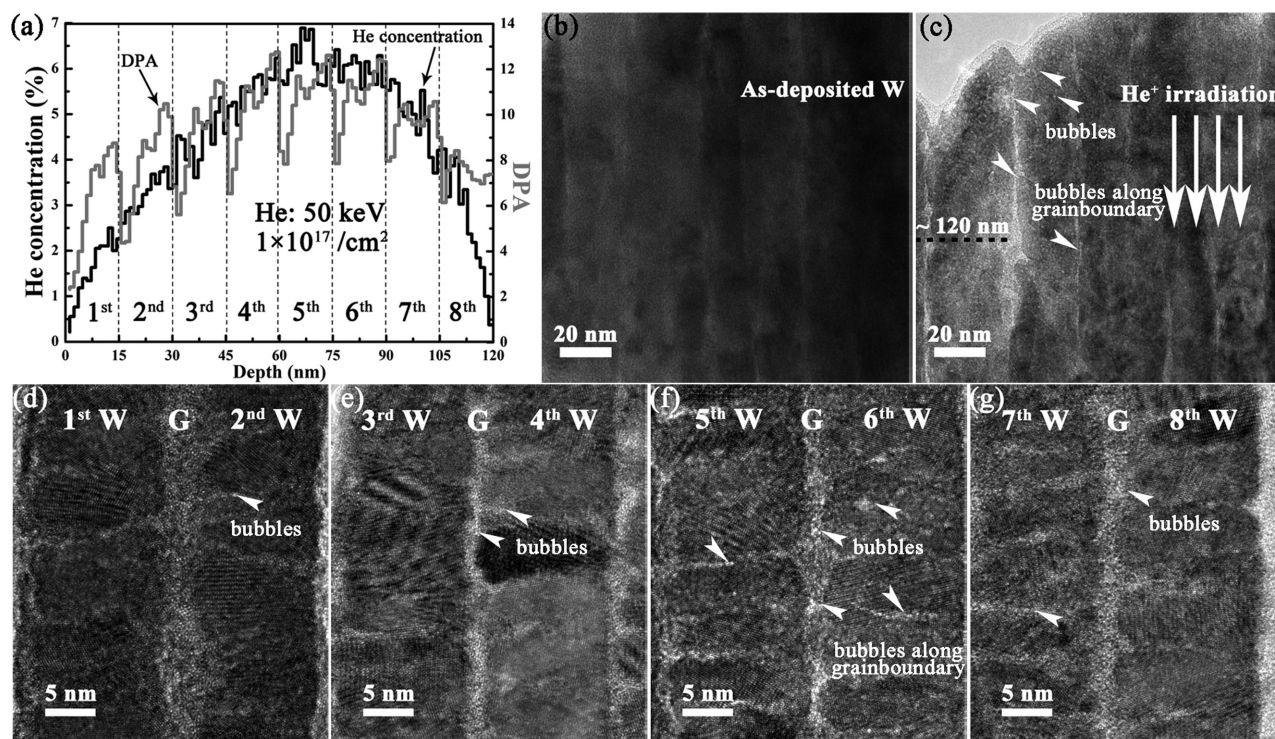 (a)
He concentration (%)
7
6
5
4
3
2
1
0
DPA
He concentration
He: 50 keV
1×10¹⁷ /cm²
1ˢᵗ 2ⁿᵈ 3ʳᵈ 4ᵗʰ 5ᵗʰ 6ᵗʰ 7ᵗʰ 8ᵗʰ
0 15 30 45 60 75 90 105 120
Depth (nm)
14
12
10
8
6
4
2
0
DPA
(b)
As-deposited W
20 nm
(c)
He⁺ irradiation
bubbles
bubbles along
grainboundary
~ 120 nm
20 nm
(d)
1ˢᵗ W G 2ⁿᵈ W
bubbles
5 nm
(e)
3ʳᵈ W G 4ᵗʰ W
bubbles
5 nm
(f)
5ᵗʰ W G 6ᵗʰ W
bubbles
bubbles along
grainboundary
5 nm
(g)
7ᵗʰ W G 8ᵗʰ W
bubbles
5 nm